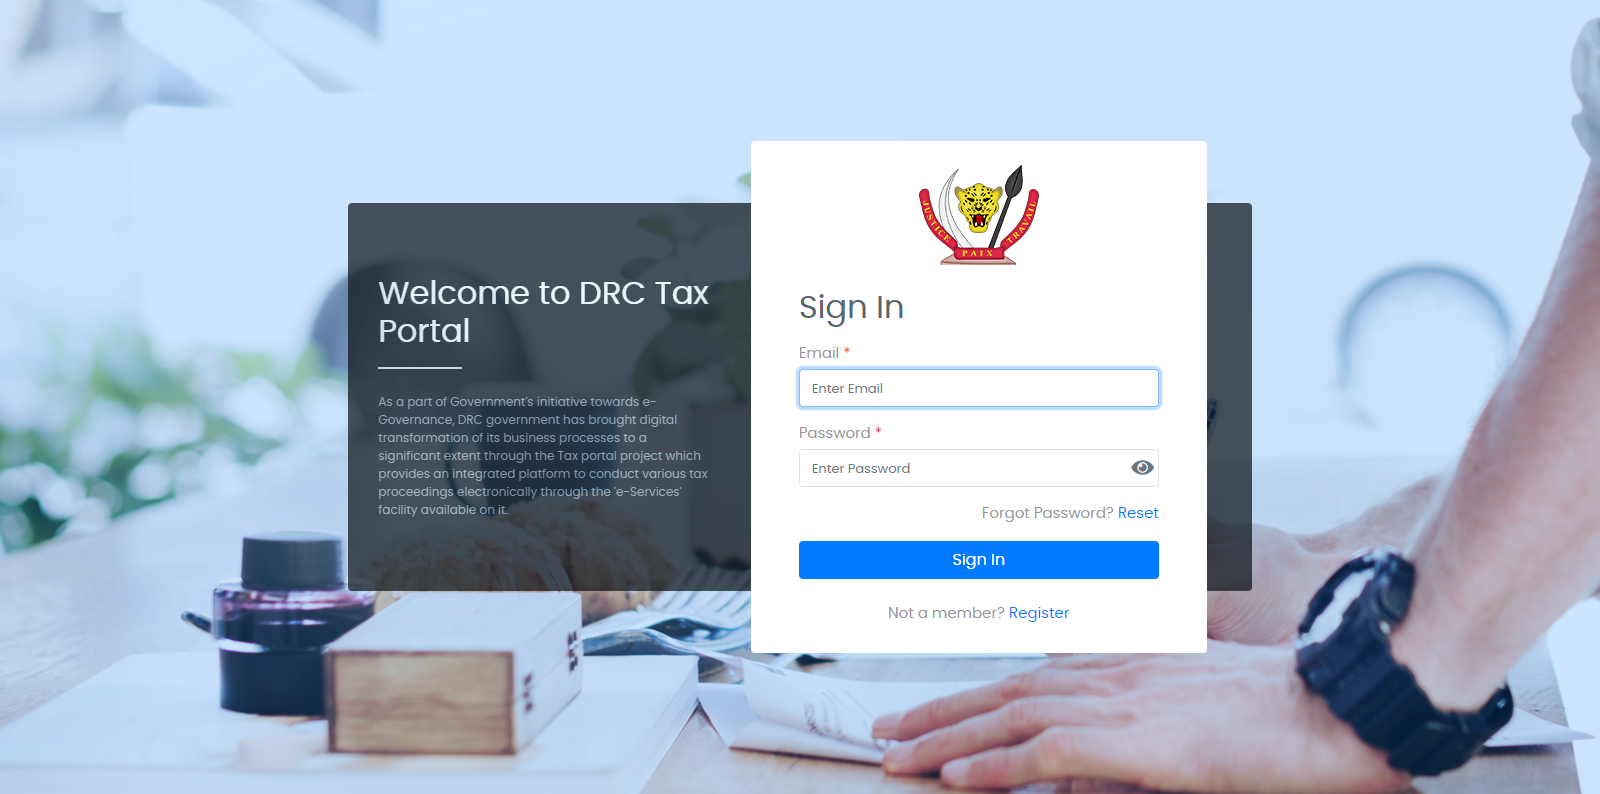 Welcome to DRC Tax
Portal
As a part of Government's initiative towards e-
Governance, DRC government has brought digital
transformation of its business processes to a
significant extent through the Tax portal project which
provides an integrated platform to conduct various tax
proceedings electronically through the 'e-Services'
facility available on it.
JUSTICE
PAIX
TRAVAIL
Sign In
Email *
Enter Email
Password *
Enter Password
Forgot Password? Reset
Sign In
Not a member? Register